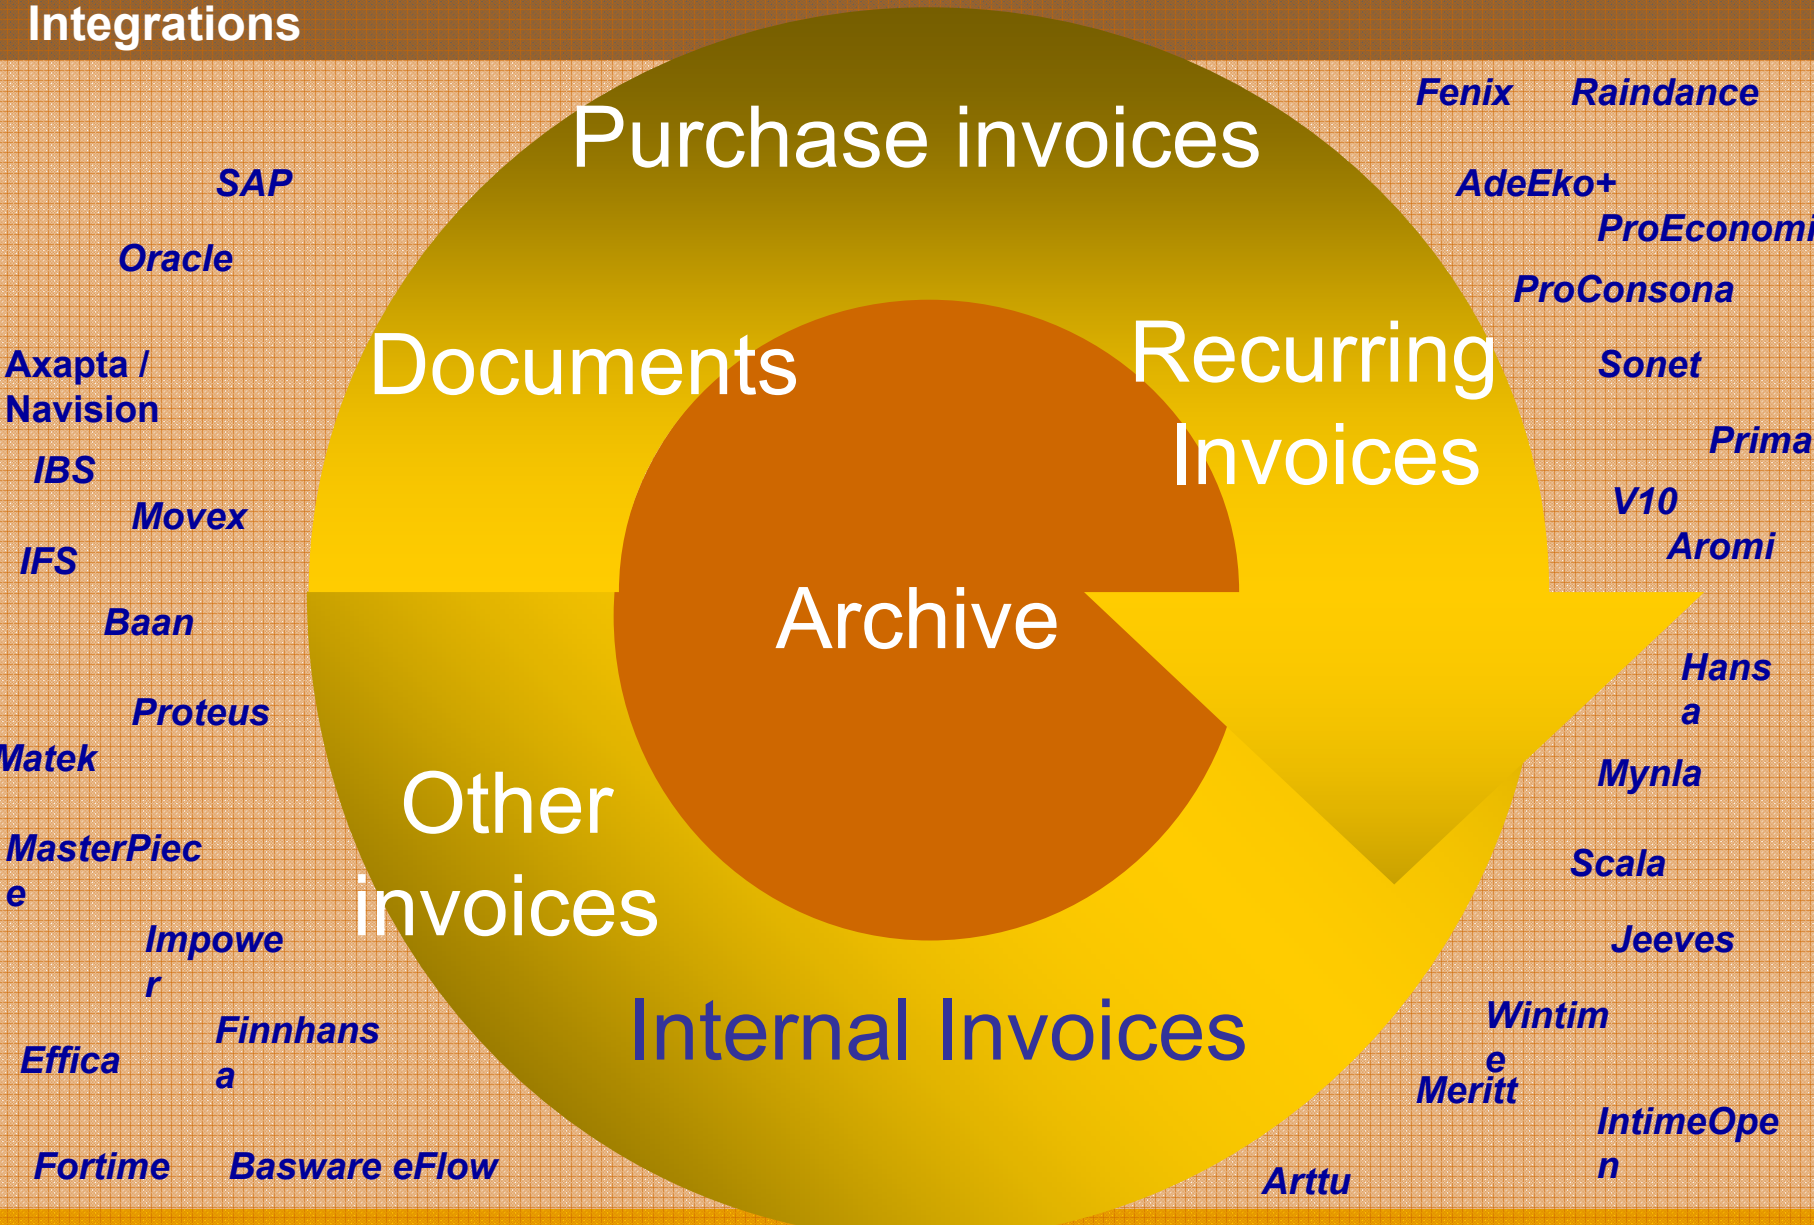 Integrations
Fenix
Raindance
Purchase invoices
SAP
AdeEko+
ProEconomi
Oracle
ProConsona
Documents
Recurring
Invoices
Axapta /
Navision
Sonet
IBS
Prima
Movex
V10
IFS
Aromi
Baan
Archive
Hans
a
Proteus
Matek
Mynla
Other
invoices
MasterPiec
e
Scala
Impowe
r
Jeeves
Internal Invoices
Finnhans
a
Effica
Wintim
e
Meritt
IntimeOpe
n
Fortime
Basware eFlow
Arttu